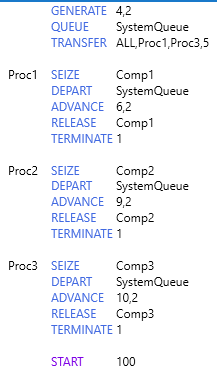 GENERATE 4,2
QUEUE SystemQueue
TRANSFER ALL,Proc1,Proc3,5
Proc1 SEIZE Comp1
DEPART SystemQueue
ADVANCE 6,2
RELEASE Comp1
TERMINATE 1
Proc2 SEIZE Comp2
DEPART SystemQueue
ADVANCE 9,2
RELEASE Comp2
TERMINATE 1
Proc3 SEIZE Comp3
DEPART SystemQueue
ADVANCE 10,2
RELEASE Comp3
TERMINATE 1
START 100